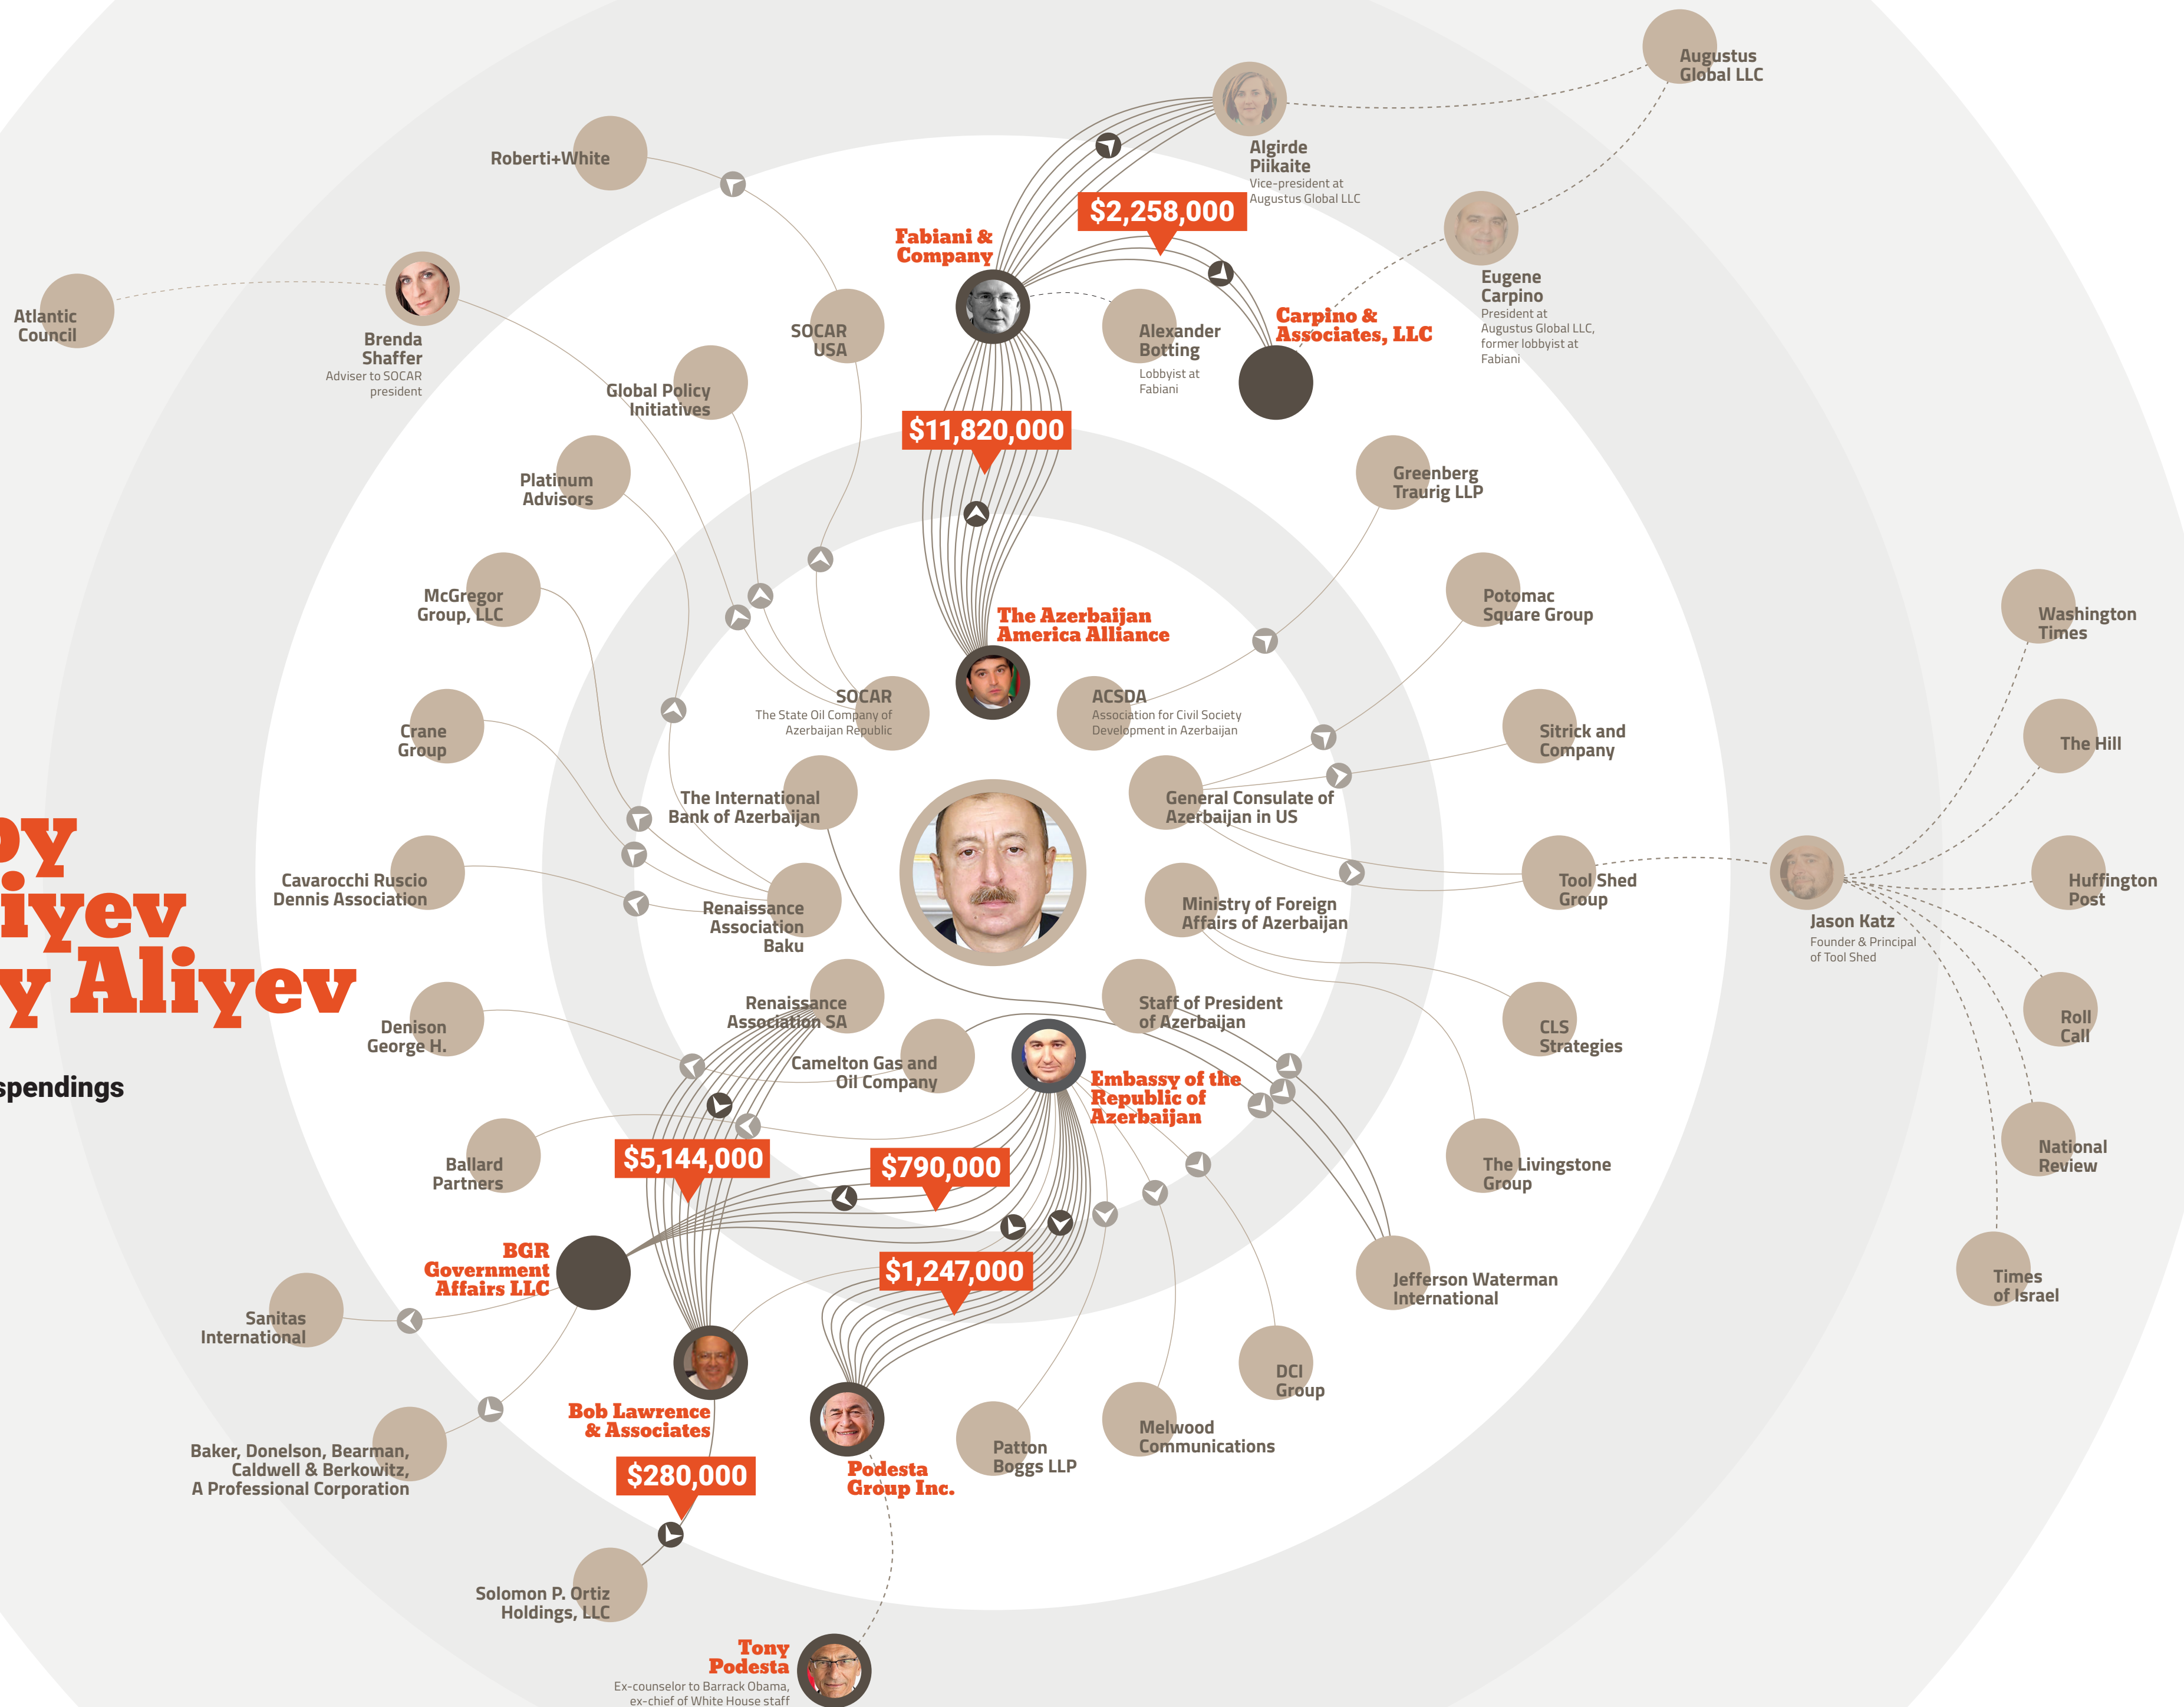 Augustus
Global LLC
Algirde
Piikaite
Vice-president at
Augustus Global LLC
Roberti+White
$2,258,000
Fabiani &
Company
Eugene
Carpino
President at
Augustus Global LLC,
former lobbyist at
Fabiani
Atlantic
Council
Brenda
Shaffer
Adviser to SOCAR
president
SOCAR
USA
Alexander
Botting
Lobbyist at
Fabiani
Carpino &
Associates, LLC
Global Policy
Initiatives
$11,820,000
Platinum
Advisors
Greenberg
Traurig LLP
McGregor
Group, LLC
Potomac
Square Group
Washington
Times
The Azerbaijan
America Alliance
SOCAR
The State Oil Company of
Azerbaijan Republic
ACSDA
Association for Civil Society
Development in Azerbaijan
Crane
Group
Sitrick and
Company
The Hill
The International
Bank of Azerbaijan
General Consulate of
Azerbaijan in US
by
iyev
y Aliyev
spendings
Cavarocchi Ruscio
Dennis Association
Renaissance
Association
Baku
Ministry of Foreign
Affairs of Azerbaijan
Tool Shed
Group
Jason Katz
Founder & Principal
of Tool Shed
Huffington
Post
Denison
George H.
Renaissance
Association SA
Staff of President
of Azerbaijan
CLS
Strategies
Roll
Call
Camelton Gas and
Oil Company
Embassy of the
Republic of
Azerbaijan
Ballard
Partners
$5,144,000
$790,000
The Livingstone
Group
National
Review
BGR
Government
Affairs LLC
$1,247,000
Jefferson Waterman
International
Times
of Israel
Sanitas
International
Bob Lawrence
& Associates
DCI
Group
Baker, Donelson, Bearman,
Caldwell & Berkowitz,
A Professional Corporation
$280,000
Podesta
Group Inc.
Patton
Boggs LLP
Melwood
Communications
Solomon P. Ortiz
Holdings, LLC
Tony
Podesta
Ex-counselor to Barrack Obama,
ex-chief of White House staff